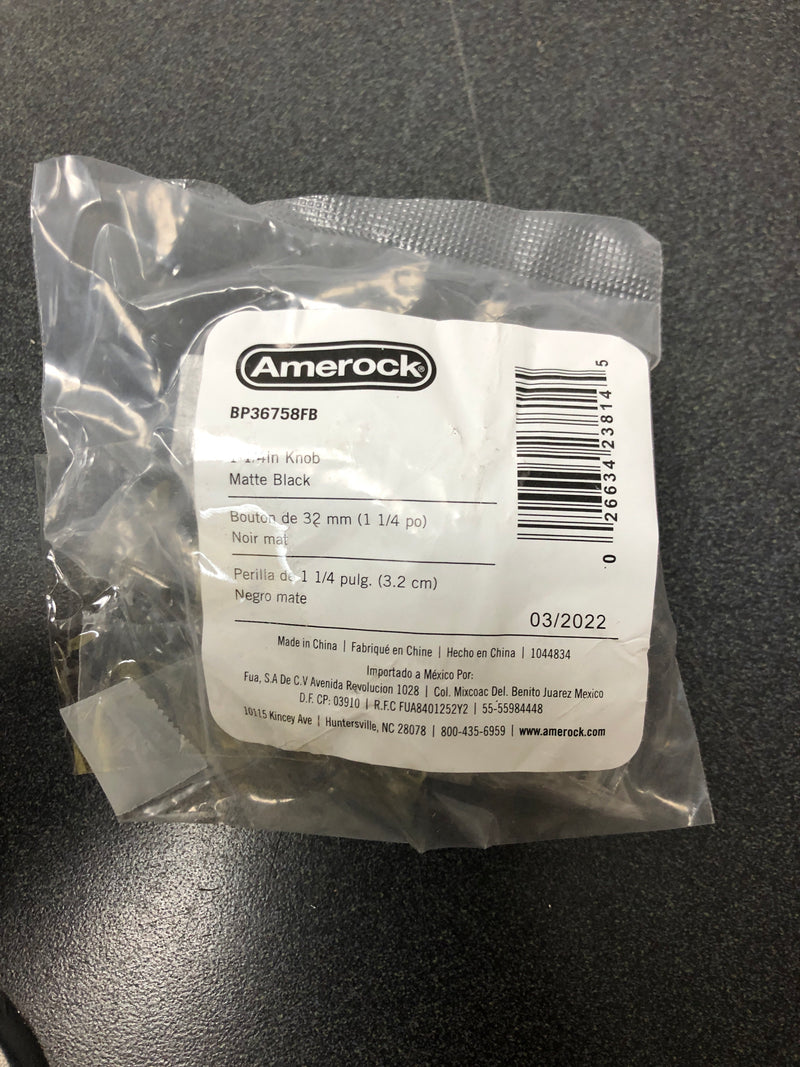 Amerock®
BP36758FB
1 1/4in Knob
Matte Black
Bouton de 32 mm (1 1/4 po)
Noir mat
Perilla de 1 1/4 pulg. (3.2 cm)
Negro mate
03/2022
Made in China | Fabriqué en Chine | Hecho en China | 1044834
Importado a México Por:
Fua, S.A De C.V Avenida Revolucion 1028 | Col. Mixcoac Del. Benito Juarez Mexico
D.F. CP: 03910 | R.F.C FUA8401252Y2 | 55-55984448
10115 Kincey Ave | Huntersville, NC 28078 | 800-435-6959 | www.amerock.com
0 26634 23814 5